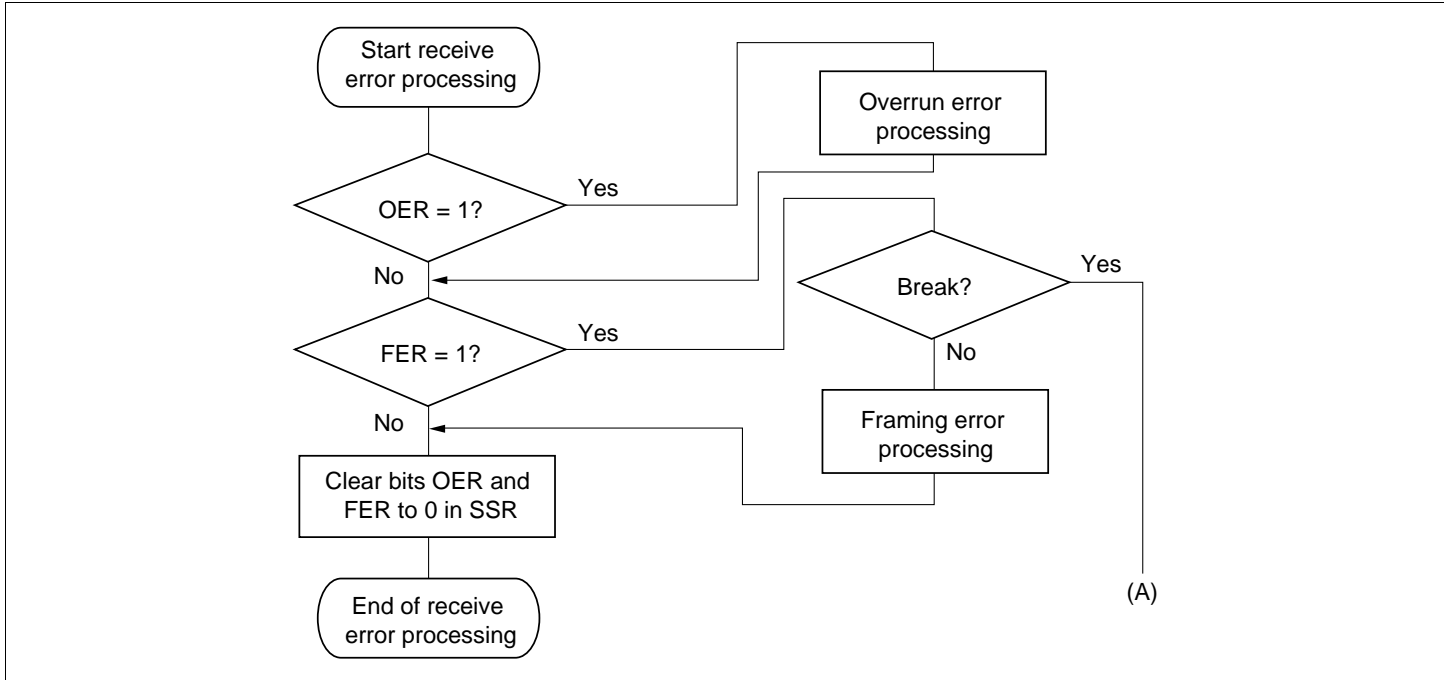 Start receive
error processing
Overrun error
processing
Yes
OER = 1?
No
Yes
Break?
Yes
FER = 1?
No
No
Framing error
processing
Clear bits OER and
FER to 0 in SSR
End of receive
error processing
(A)